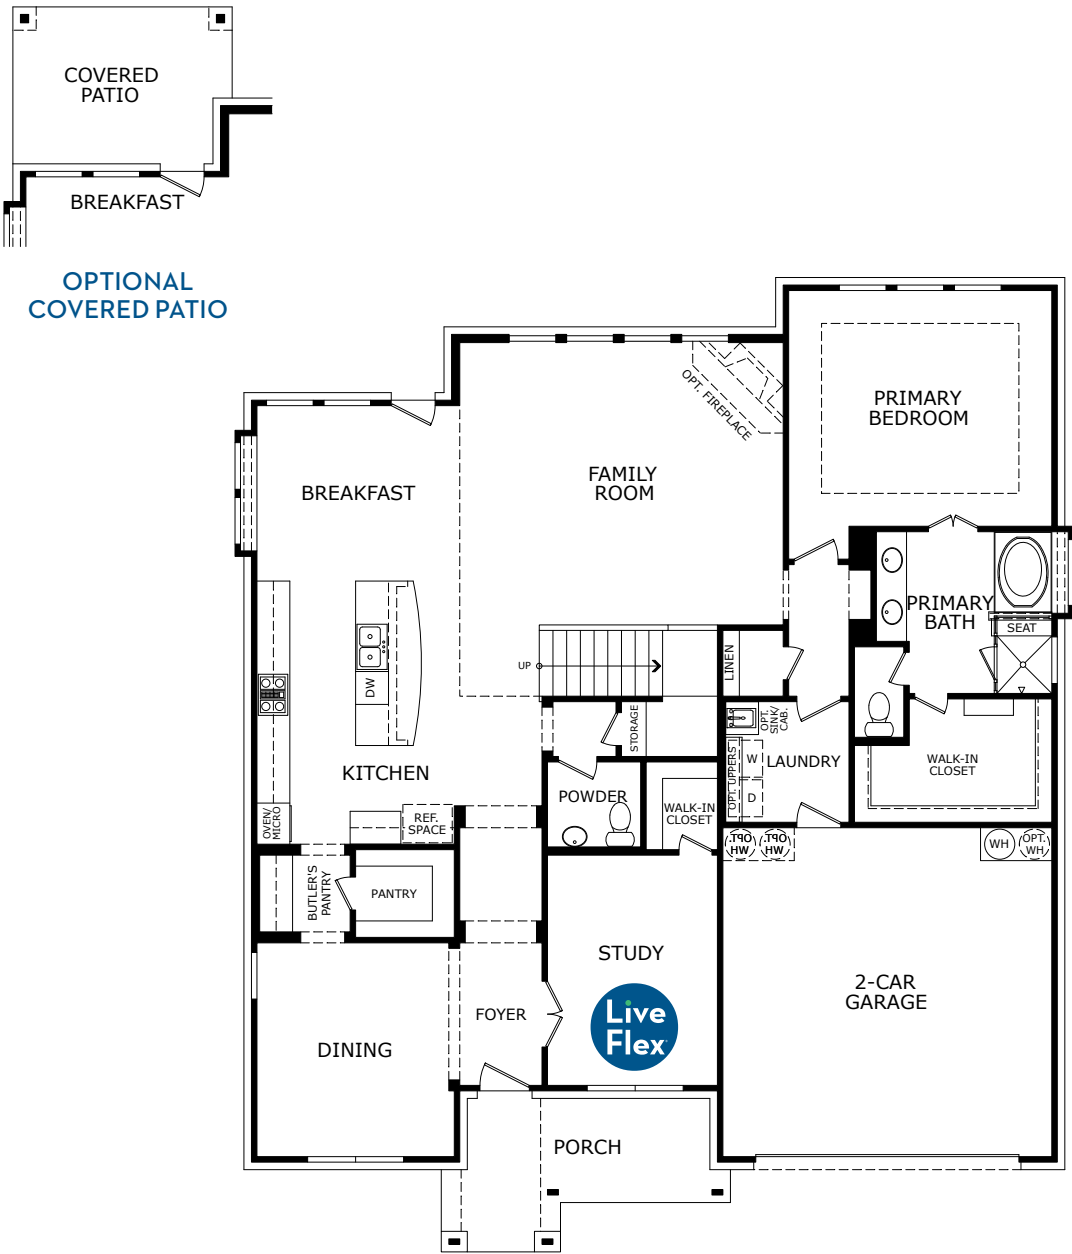 COVERED
PATIO
BREAKFAST
OPTIONAL
COVERED PATIO
PRIMARY
BEDROOM
OPT. FIREPLACE
FAMILY
ROOM
BREAKFAST
PRIMARY
BATH
SEAT
UP
LINEN
DW
STORAGE
OPT.
SINK/
CAB.
LAUNDRY
OPT. UPPERS
W
D
WALK-IN
CLOSET
KITCHEN
POWDER
WALK-IN
CLOSET
OVEN/
MICRO
REF.
SPACE
OPT.
WH
OPT.
WH
WH
OPT.
WH
BUTLER'S
PANTRY
PANTRY
STUDY
Live
Flex
2-CAR
GARAGE
FOYER
DINING
PORCH